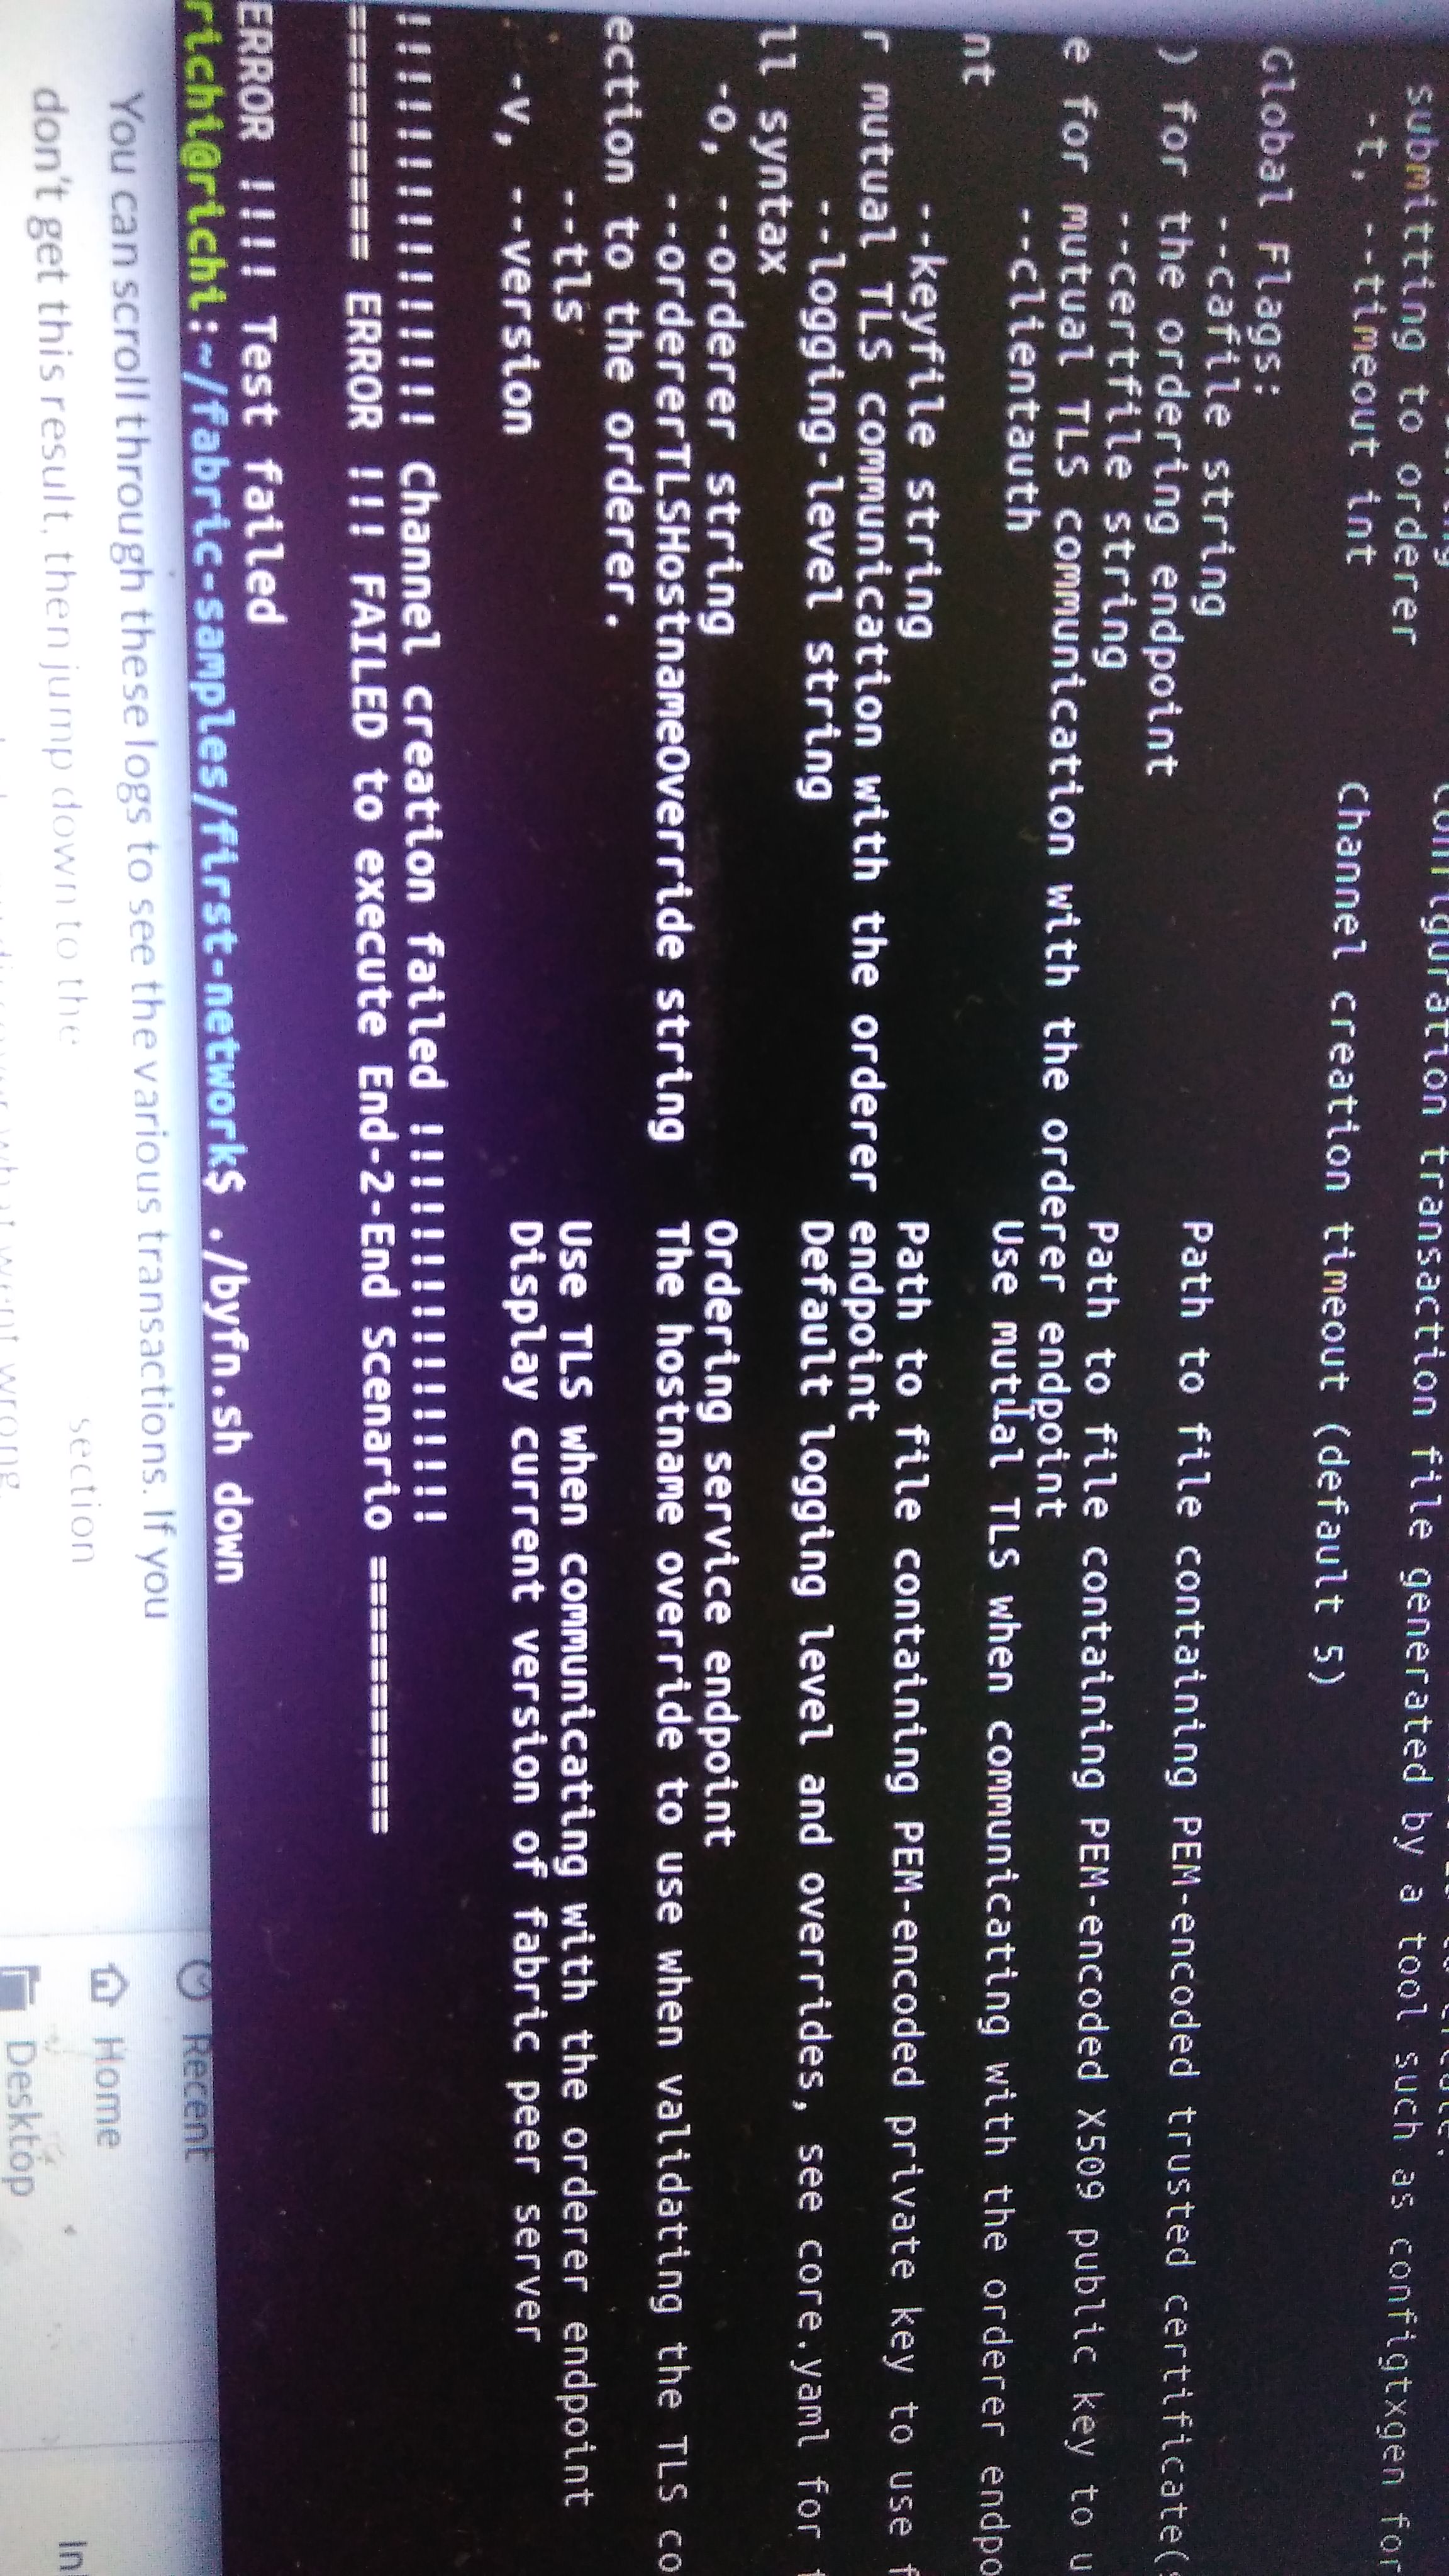 configuration transaction file generated by a tool such as configtxgen for
submitting to orderer
-t, --timeout int Channel creation timeout (default 5)
Global Flags:
--cafile string Path to file containing PEM-encoded trusted certificate(s
) for the ordering endpoint
--certfile string Path to file containing PEM-encoded X509 public key to u
e for mutual TLS communication with the orderer endpoint
--clientauth Use mutual TLS when communicating with the orderer endpo
nt
--keyfile string Path to file containing PEM-encoded private key to use f
r mutual TLS communication with the orderer endpoint
--logging-level string Default logging level and overrides, see core.yaml for f
ll syntax
-o, --orderer string Ordering service endpoint
--ordererTLSHostnameOverride string The hostname override to use when validating the TLS co
ection to the orderer.
--tls Use TLS when communicating with the orderer endpoint
-v, --version Display current version of fabric peer server
!!!!!!!!!!!!!!! Channel creation failed !!!!!!!!!!!!!!!!
========= ERROR !!! FAILED to execute End-2-End Scenario ===========
ERROR !!!! Test failed
richi@richi:~/fabric-samples/first-network$ ./byfn.sh down
You can scroll through these logs to see the various transactions. If you
don't get this result, then jump down to the section
what went wrong.
Recent
Home
Desktop